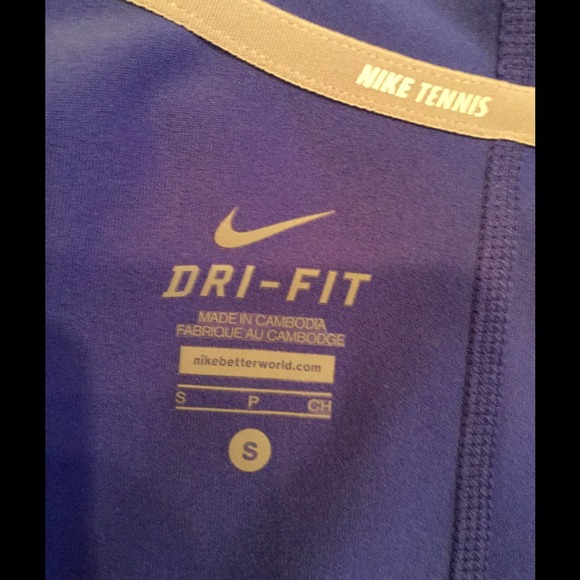 NIKE TENNIS
DRI-FIT
MADE IN CAMBODIA
FABRIQUE AU CAMBODGE
nikebetterworld.com
S P CH
S